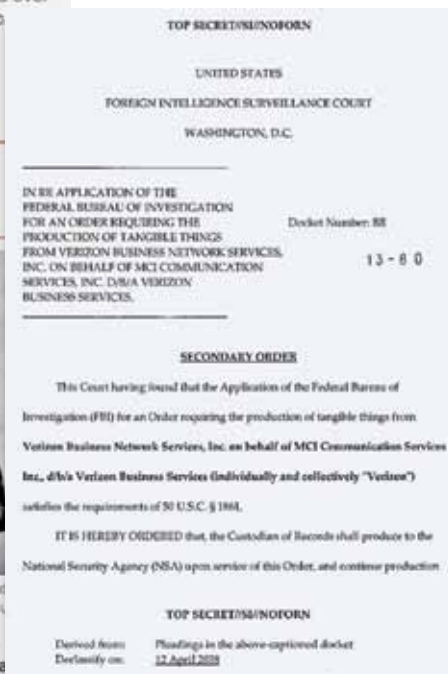 TOP SECRET//SI//NOFORN
UNITED STATES
FOREIGN INTELLIGENCE SURVEILLANCE COURT
WASHINGTON, D.C.
IN RE APPLICATION OF THE
FEDERAL BUREAU OF INVESTIGATION
FOR AN ORDER REQUIRING THE
PRODUCTION OF TANGIBLE THINGS
FROM VERIZON BUSINESS NETWORK SERVICES,
INC. ON BEHALF OF MCI COMMUNICATION
SERVICES, INC. D/B/A VERIZON
BUSINESS SERVICES.
Docket Number: BR
13 - 80
SECONDARY ORDER
This Court having found that the Application of the Federal Bureau of
Investigation (FBI) for an Order requiring the production of tangible things from
Verizon Business Network Services, Inc. on behalf of MCI Communication Services
Inc., d/b/a Verizon Business Services (individually and collectively "Verizon")
satisfies the requirements of 50 U.S.C. § 1861,
IT IS HEREBY ORDERED that, the Custodian of Records shall produce to the
National Security Agency (NSA) upon service of this Order, and continue production
TOP SECRET//SI//NOFORN
Derived from: Pleadings in the above-captioned docket
Declassify on: 12 April 2038